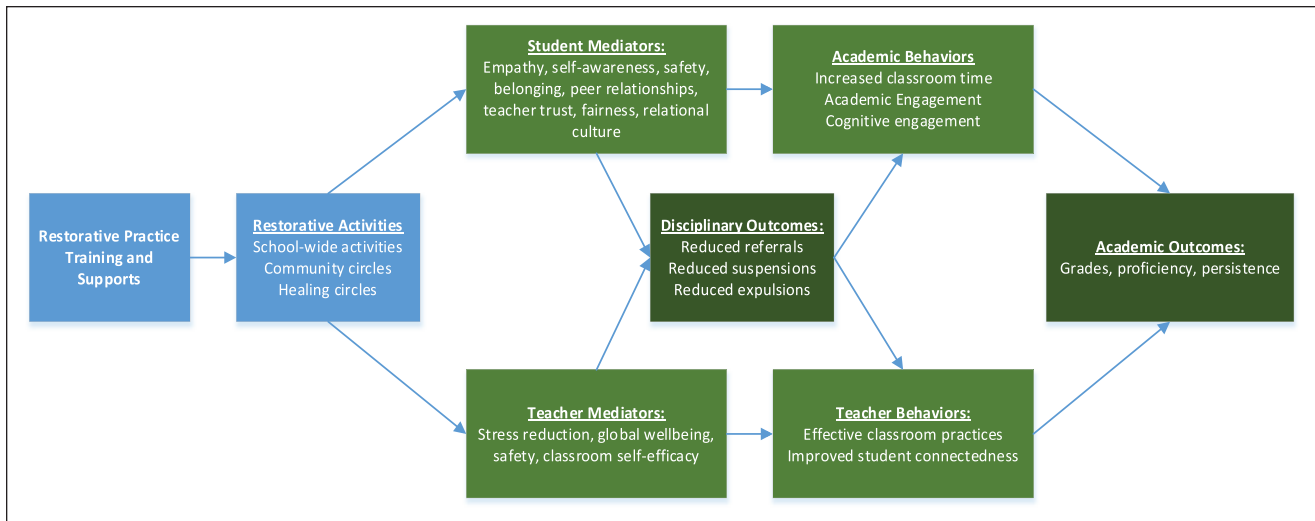 Restorative Practice
Training and
Supports
Restorative Activities
School-wide activities
Community circles
Healing circles
Student Mediators:
Empathy, self-awareness, safety,
belonging, peer relationships,
teacher trust, fairness, relational
culture
Teacher Mediators:
Stress reduction, global wellbeing,
safety, classroom self-efficacy
Disciplinary Outcomes:
Reduced referrals
Reduced suspensions
Reduced expulsions
Academic Behaviors
Increased classroom time
Academic Engagement
Cognitive engagement
Teacher Behaviors:
Effective classroom practices
Improved student connectedness
Academic Outcomes:
Grades, proficiency, persistence